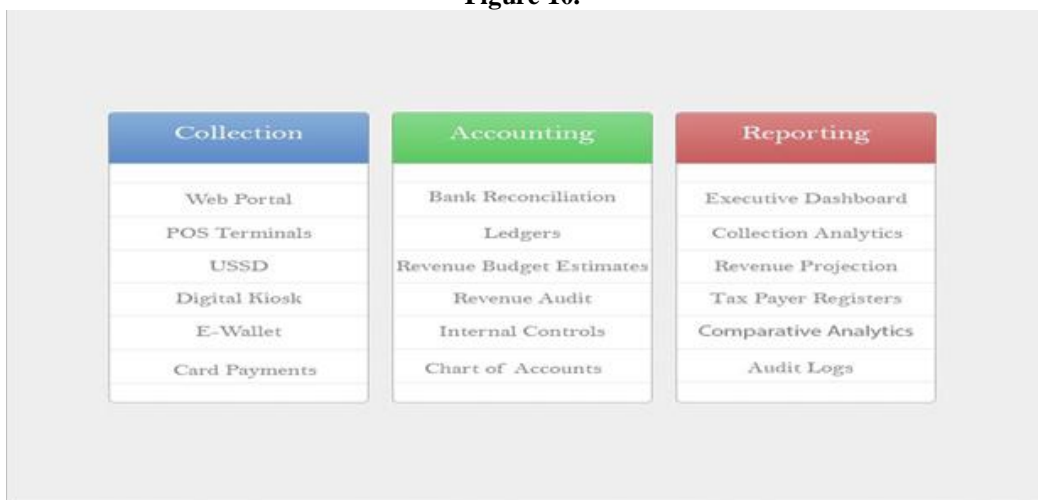 Figure 10.
Collection
Web Portal
POS Terminals
USSD
Digital Kiosk
E-Wallet
Card Payments
Accounting
Bank Reconciliation
Ledgers
Revenue Budget Estimates
Revenue Audit
Internal Controls
Chart of Accounts
Reporting
Executive Dashboard
Collection Analytics
Revenue Projection
Tax Payer Registers
Comparative Analytics
Audit Logs